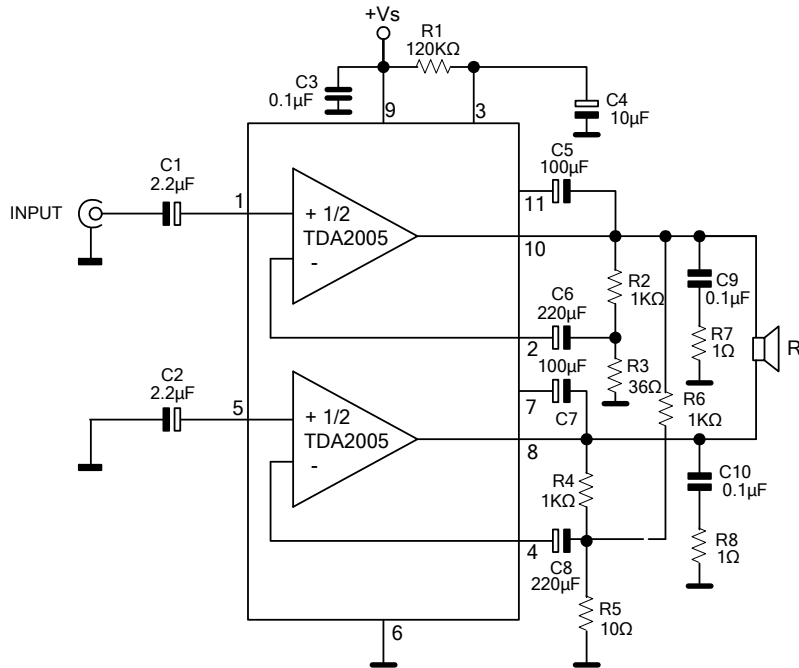 +Vs
R1
120KΩ
C3
0.1µF
9
3
C4
10µF
C1
2.2µF
C5
100µF
1
11
INPUT
+ 1/2
TDA2005
-
10
R2
1KΩ
C9
0.1µF
C6
220µF
2
R3
36Ω
R7
1Ω
R
100µF
C2
2.2µF
7
C7
R6
1KΩ
5
+ 1/2
TDA2005
-
8
R4
1KΩ
C10
0.1µF
4
C8
220µF
R8
1Ω
R5
10Ω
6